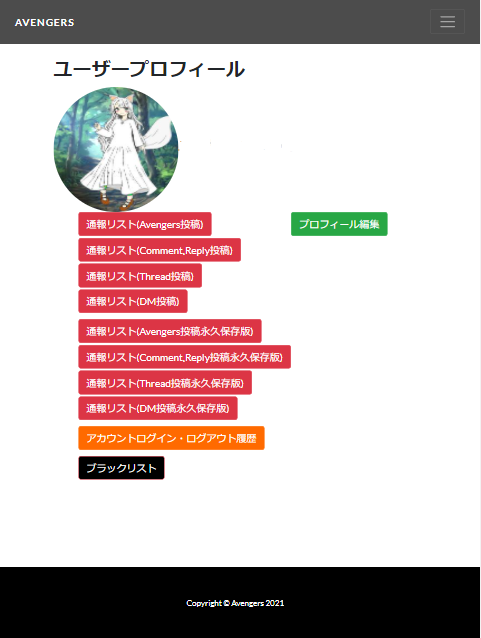 AVENGERS
ユーザープロフィール
通報リスト(Avengers投稿)
プロフィール編集
通報リスト(Comment,Reply投稿)
通報リスト(Thread投稿)
通報リスト(DM投稿)
通報リスト(Avengers投稿永久保存版)
通報リスト(Comment,Reply投稿永久保存版)
通報リスト(Thread投稿永久保存版)
通報リスト(DM投稿永久保存版)
アカウントログイン・ログアウト履歴
ブラックリスト
Copyright © Avengers 2021